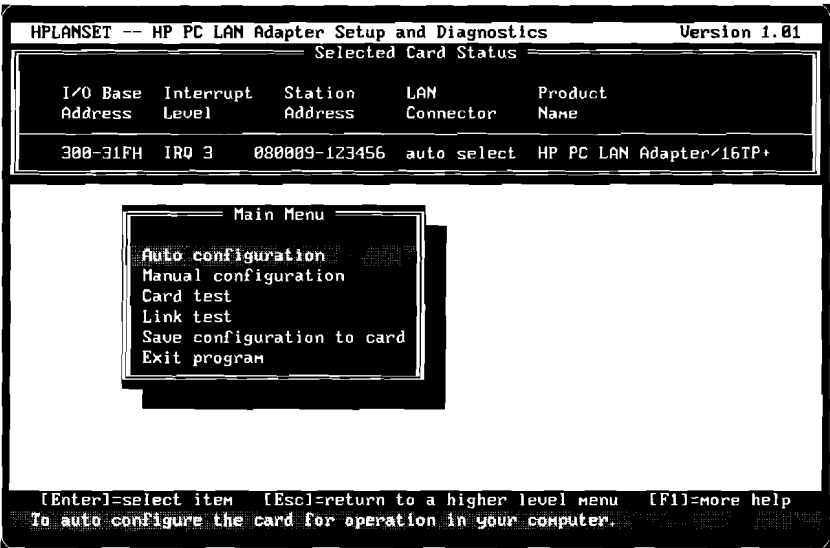 HPLANSET -- HP PC LAN Adapter Setup and Diagnostics Version 1.01
Selected Card Status
I/O Base Interrupt Station LAN Product
Address Level Address Connector Name
300-31FH IRQ 3 080009-123456 auto select HP PC LAN Adapter/16TP+
Main Menu
Auto configuration
Manual configuration
Card test
Link test
Save configuration to card
Exit program
[Enter]=select item [Esc]=return to a higher level menu [F1]=more help
To auto configure the card for operation in your computer.